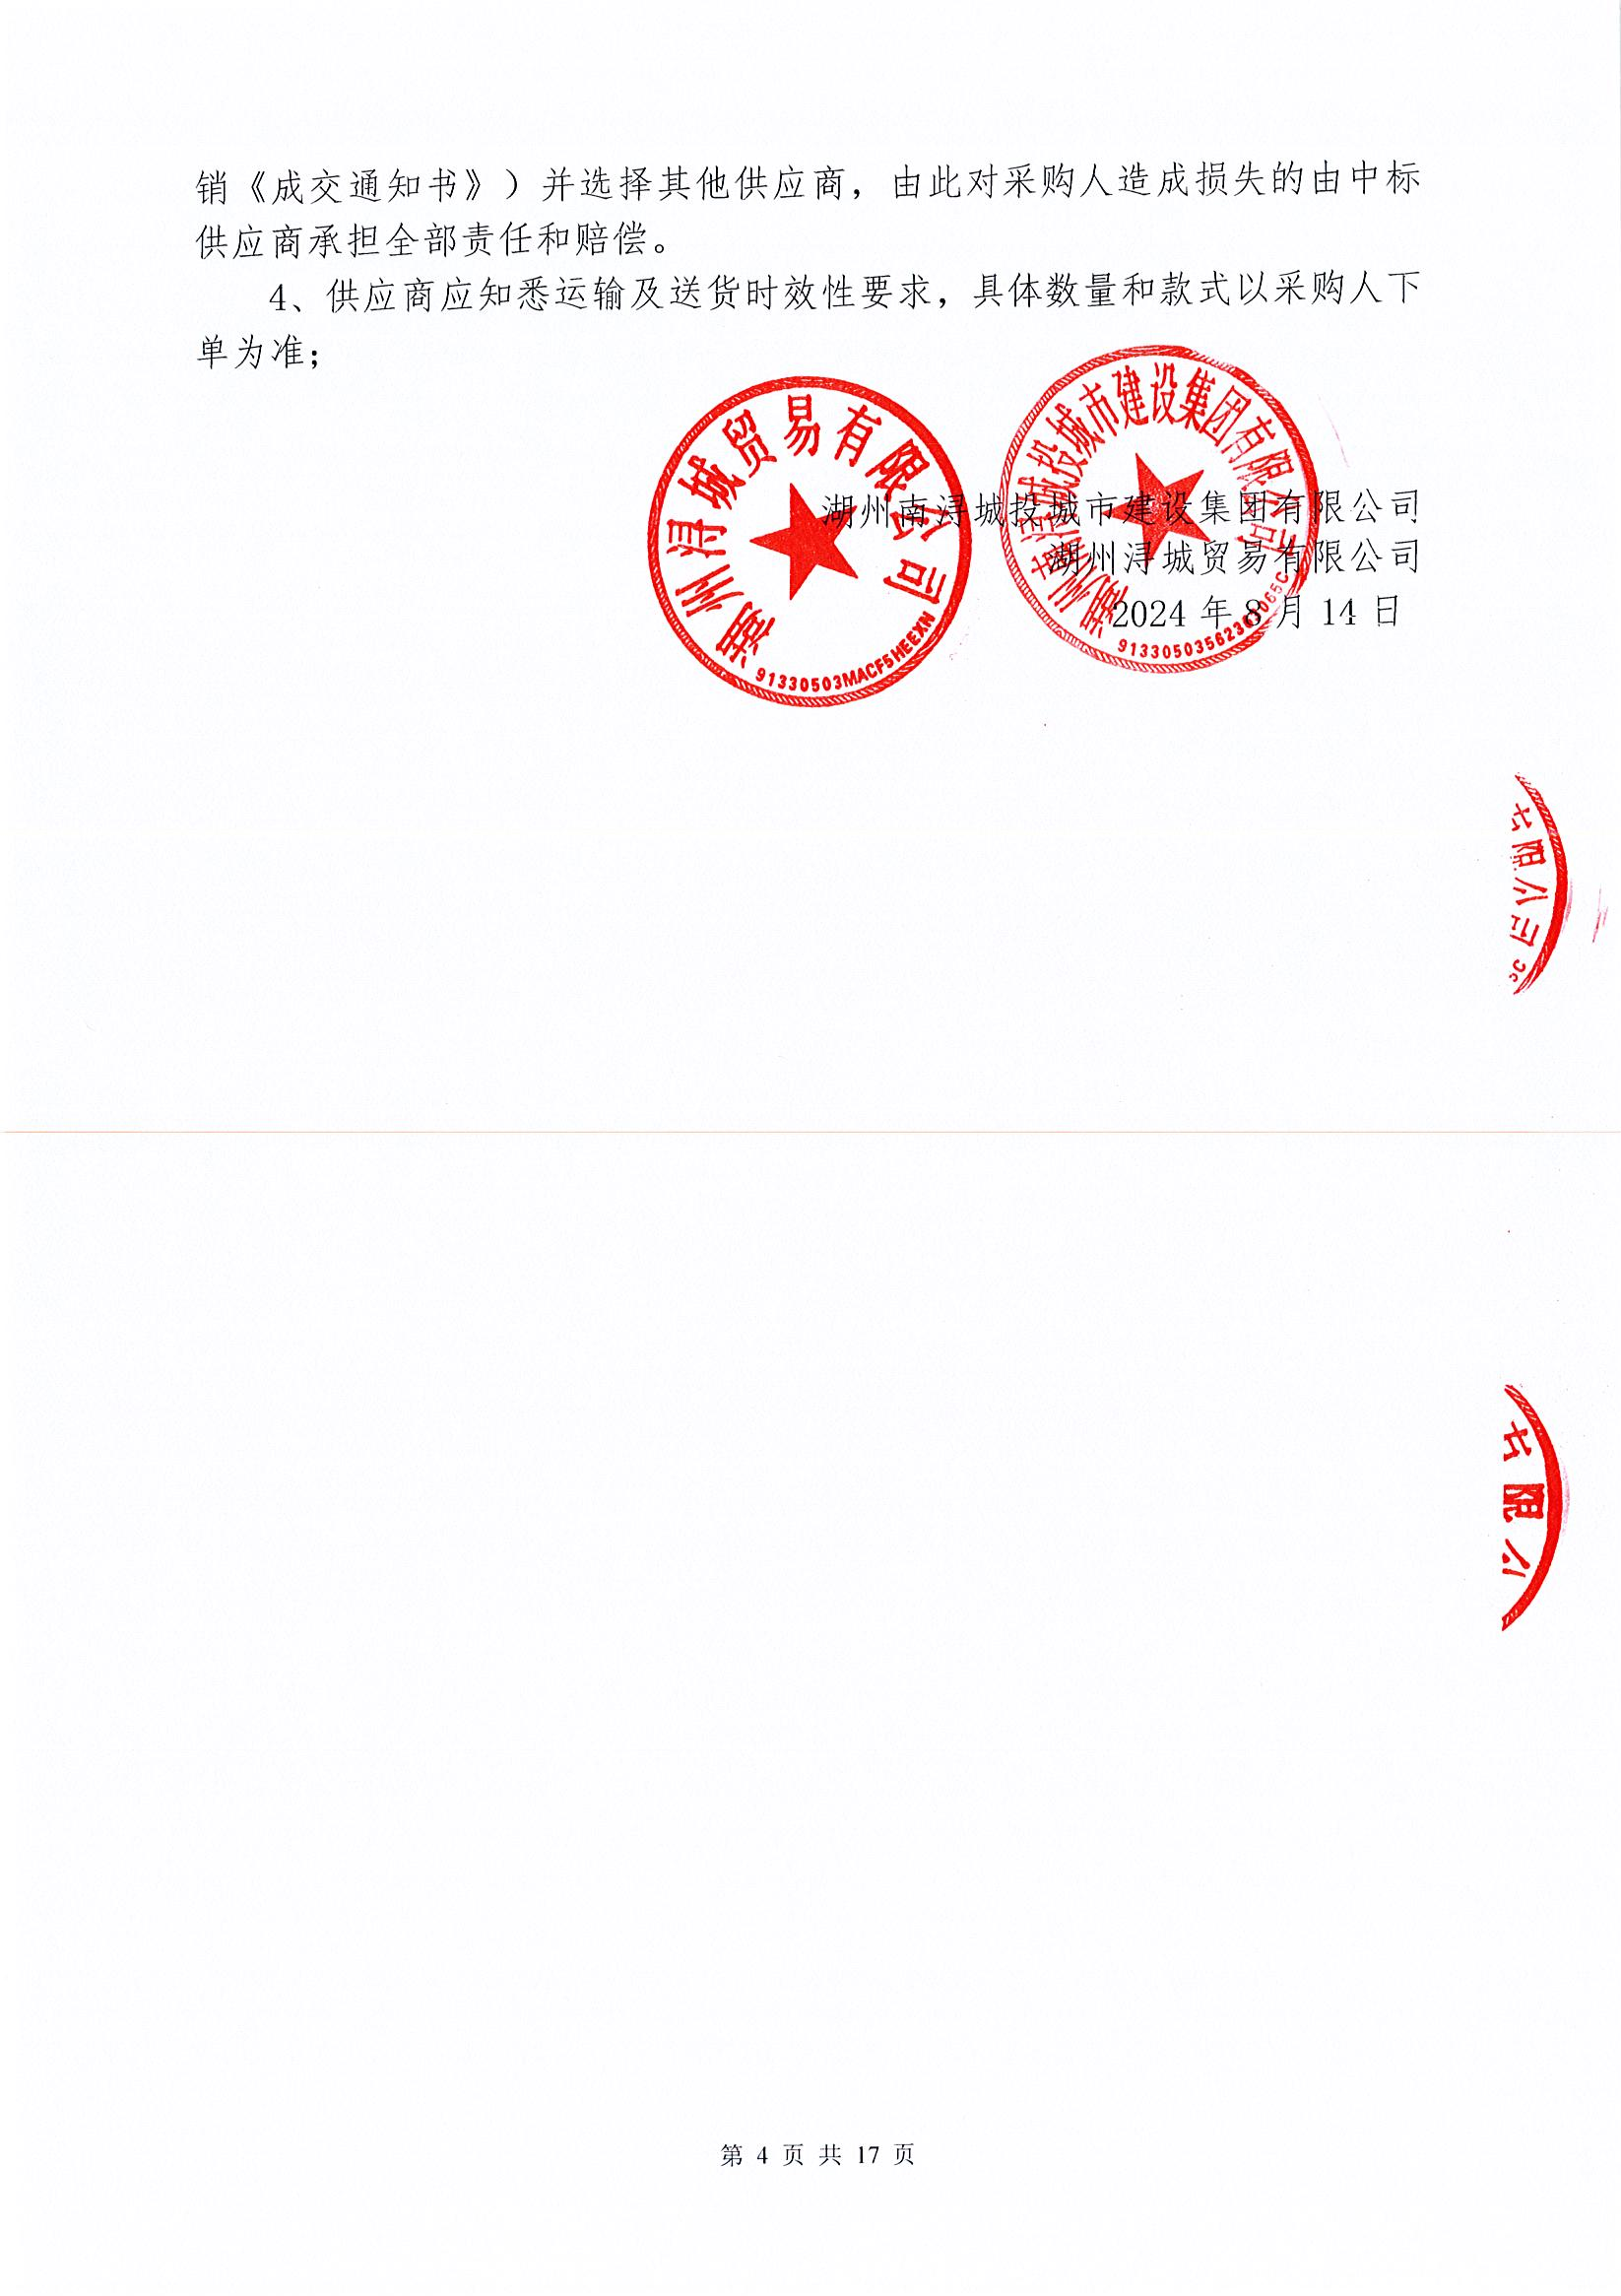 销《成交通知书》）并选择其他供应商，由此对采购人造成损失的由中标
供应商承担全部责任和赔偿。
4、供应商应知悉运输及送货时效性要求，具体数量和款式以采购人下
单为准；
湖州浔城贸易有限公司
91330503MACF5HEEXN
湖州南浔城投城市建设集团有限公司
湖州南浔城投城市建设集团有限公司
湖州浔城贸易有限公司
2024 年 8 月 14 日
限公司
限公
第 4 页 共 17 页